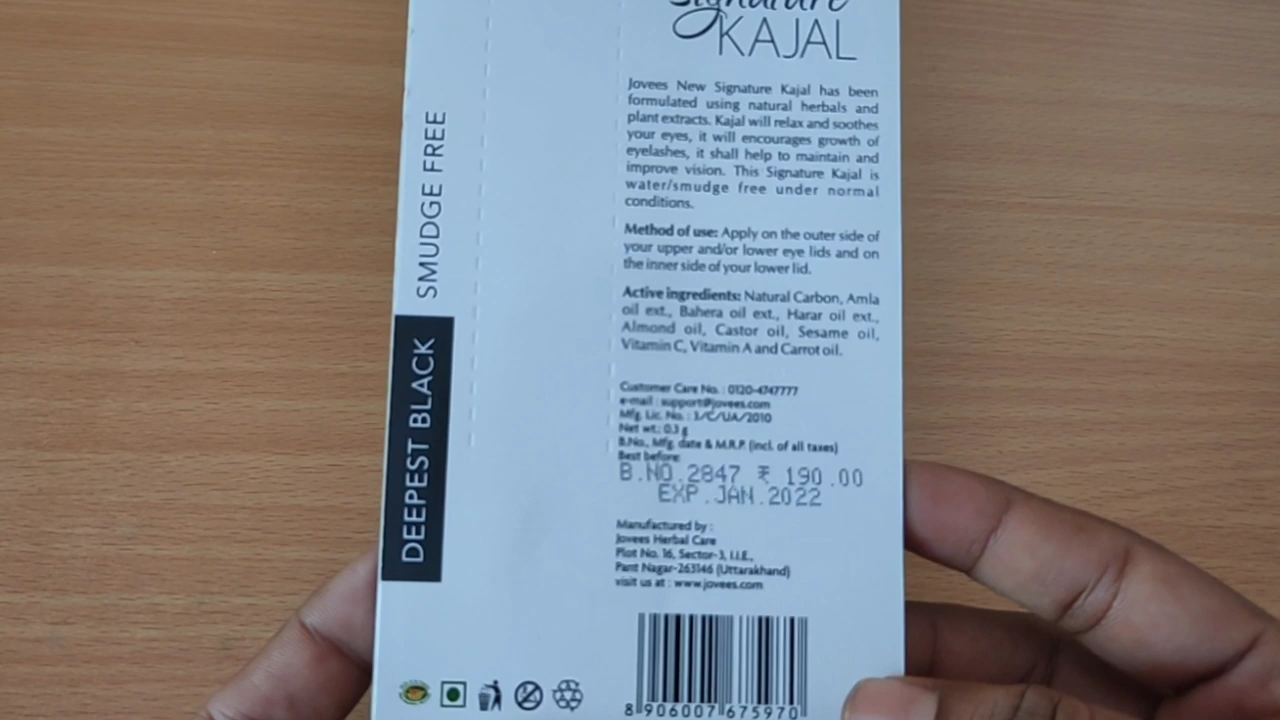 Signature
KAJAL
Jovees New Signature Kajal has been
formulated using natural herbals and
plant extracts. Kajal will relax and soothes
your eyes, it will encourages growth of
eyelashes, it shall help to maintain and
improve vision. This Signature Kajal is
water/smudge free under normal
conditions.
Method of use: Apply on the outer side of
your upper and/or lower eye lids and on
the inner side of your lower lid.
Active ingredients: Natural Carbon, Amla
oil ext., Bahera oil ext., Harar oil ext.,
Almond oil, Castor oil, Sesame oil,
Vitamin C, Vitamin A and Carrot oil.
Customer Care No. : 0120-4747777
e-mail : support@jovees.com
Mfg. Lic. No. : 3/C/UA/2010
Net wt.: 0.3 g
B.No., Mfg. date & M.R.P. (incl. of all taxes)
Best before:
B.NO.2847 ₹ 190.00
EXP.JAN.2022
Manufactured by :
Jovees Herbal Care
Plot No. 16, Sector-3, I.I.E.,
Pant Nagar-263146 (Uttarakhand)
visit us at : www.jovees.com
8 906007 675970
SMUDGE FREE
DEEPEST BLACK